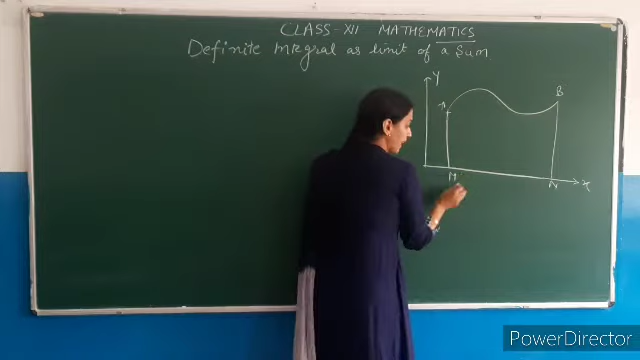 CLASS-XII MATHEMATICS
Definite Integral as limit of a Sum
Y
B
M
N
X
PowerDirector